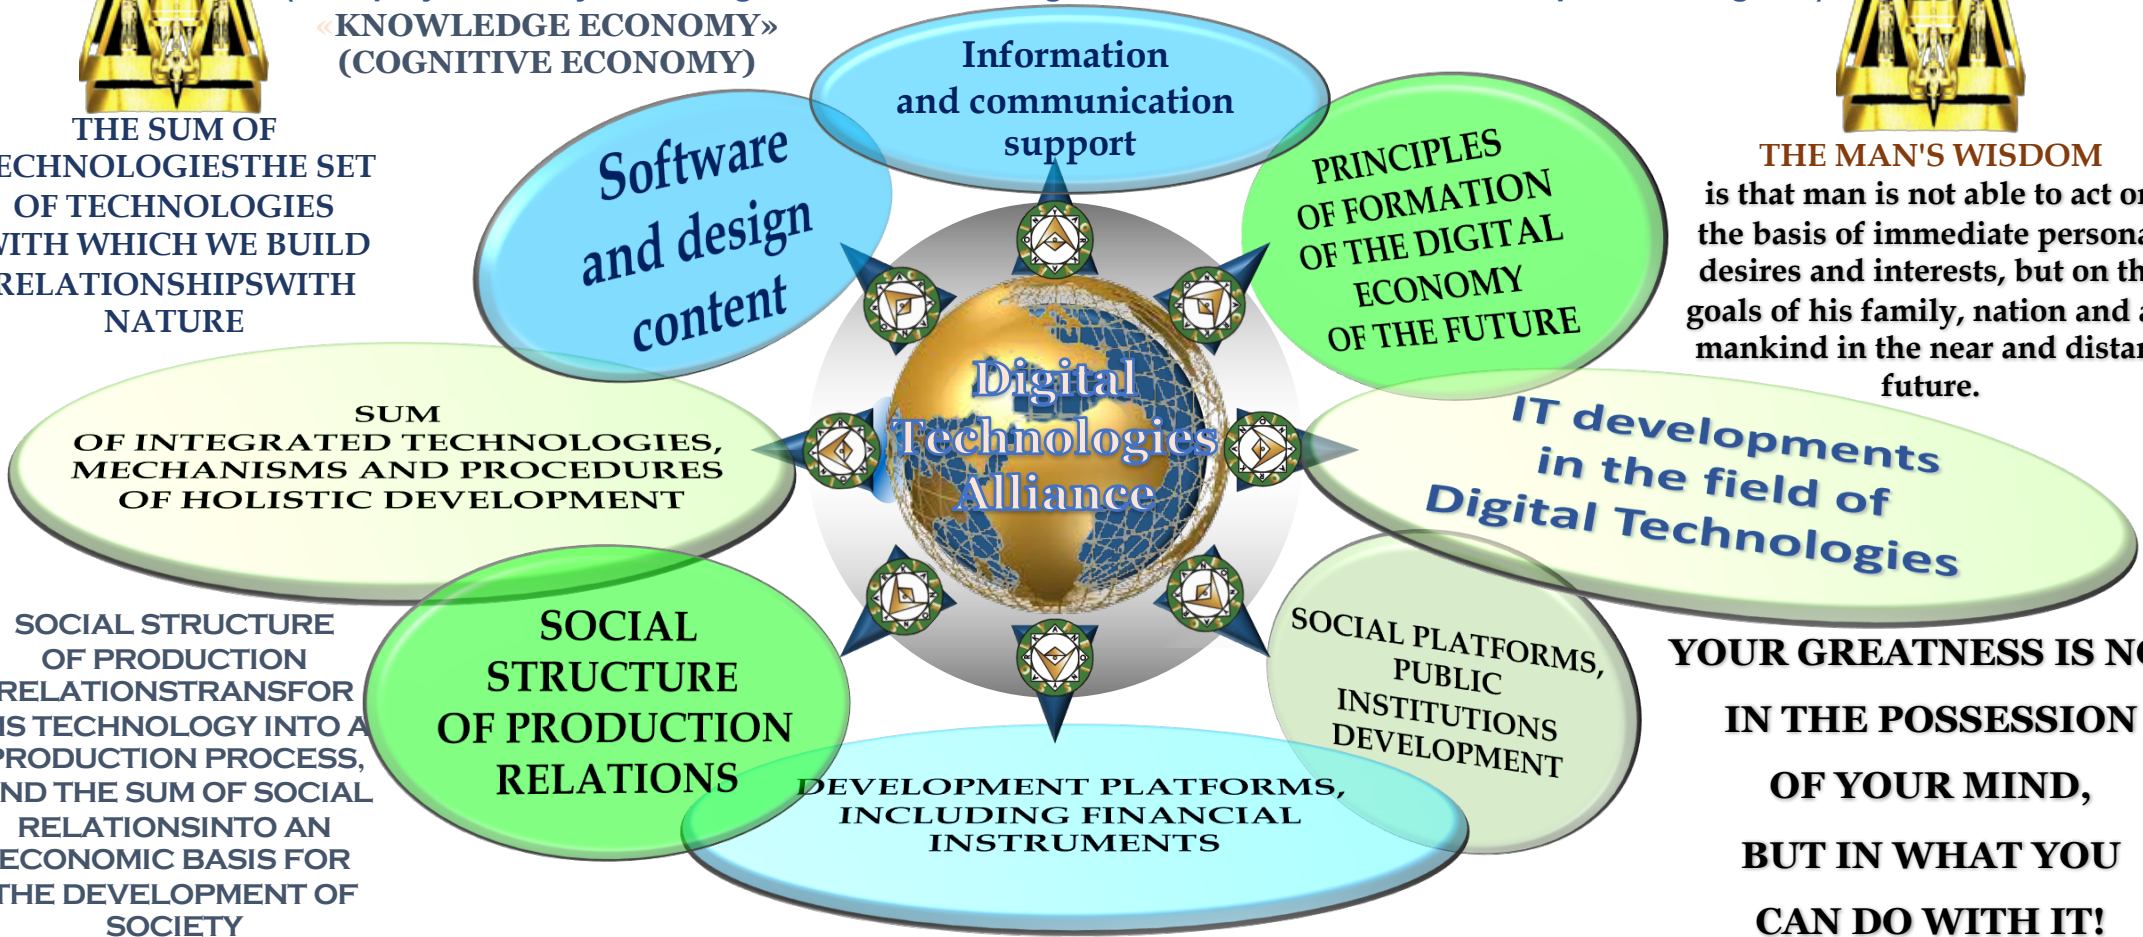 «KNOWLEDGE ECONOMY»
(COGNITIVE ECONOMY)
THE SUM OF
ECHNOLOGIESTHE SET
OF TECHNOLOGIES
WITH WHICH WE BUILD
RELATIONSHIPSWITH
NATURE
Software
and design
content
Information
and communication
support
PRINCIPLES
OF FORMATION
OF THE DIGITAL
ECONOMY
OF THE FUTURE
THE MAN'S WISDOM
is that man is not able to act on
the basis of immediate persona
desires and interests, but on th
goals of his family, nation and a
mankind in the near and distan
future.
SUM
OF INTEGRATED TECHNOLOGIES,
MECHANISMS AND PROCEDURES
OF HOLISTIC DEVELOPMENT
Digital
Technologies
Alliance
IT developments
in the field of
Digital Technologies
SOCIAL STRUCTURE
OF PRODUCTION
RELATIONSTRANSFOR
IS TECHNOLOGY INTO A
PRODUCTION PROCESS,
ND THE SUM OF SOCIAL
RELATIONSINTO AN
ECONOMIC BASIS FOR
THE DEVELOPMENT OF
SOCIETY
SOCIAL
STRUCTURE
OF PRODUCTION
RELATIONS
DEVELOPMENT PLATFORMS,
INCLUDING FINANCIAL
INSTRUMENTS
SOCIAL PLATFORMS,
PUBLIC
INSTITUTIONS
DEVELOPMENT
YOUR GREATNESS IS NO
IN THE POSSESSION
OF YOUR MIND,
BUT IN WHAT YOU
CAN DO WITH IT!